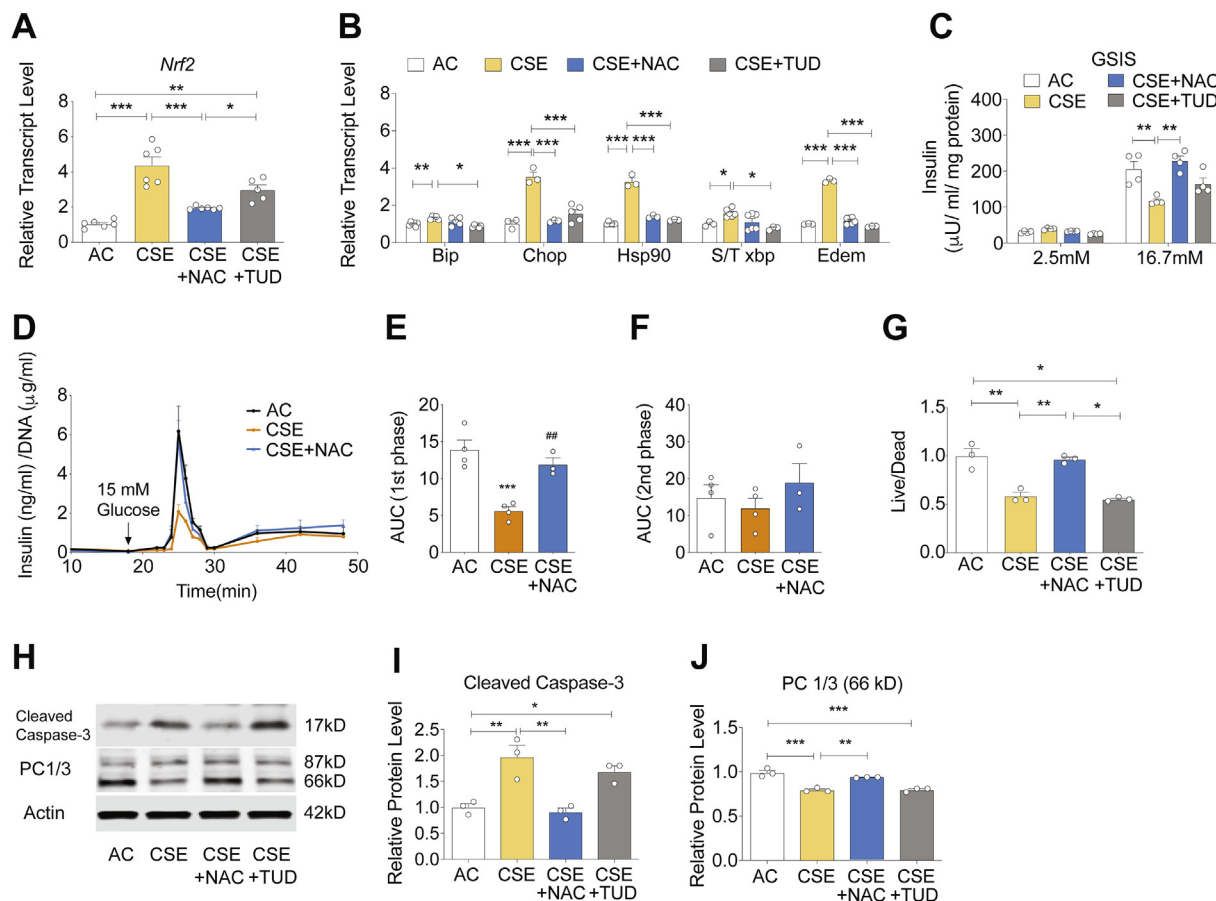 A
Nrf2
Relative Transcript Level
8
6
4
2
0
**
***
***
*
AC
CSE
CSE
+NAC
CSE
+TUD
B
AC
CSE
CSE+NAC
CSE+TUD
Relative Transcript Level
8
6
4
2
0
**
*
***
***
***
***
***
***
*
*
***
***
***
Bip
Chop
Hsp90
S/T xbp
Edem
C
GSIS
AC
CSE+NAC
CSE
CSE+TUD
Insulin
(µU/ ml/ mg protein)
400
300
200
100
0
**
**
2.5mM
16.7mM
D
Insulin (ng/ml) /DNA (µg/ml)
8
6
4
2
0
AC
CSE
CSE+NAC
15 mM
Glucose
10
20
30
40
50
Time(min)
E
AUC (1st phase)
20
15
10
5
0
***
##
AC
CSE
CSE
+NAC
F
AUC (2nd phase)
40
30
20
10
0
AC
CSE
CSE
+NAC
G
Live/Dead
1.5
1.0
0.5
0.0
*
**
**
*
AC
CSE
CSE
+NAC
CSE
+TUD
H
Cleaved
Caspase-3
17kD
PC1/3
87kD
66kD
Actin
42kD
AC
CSE
CSE
+NAC
CSE
+TUD
I
Cleaved Caspase-3
Relative Protein Level
2.5
2.0
1.5
1.0
0.5
0.0
*
**
**
AC
CSE
CSE
+NAC
CSE
+TUD
J
PC 1/3 (66 kD)
Relative Protein Level
1.5
1.0
0.5
0.0
***
***
**
AC
CSE
CSE
+NAC
CSE
+TUD